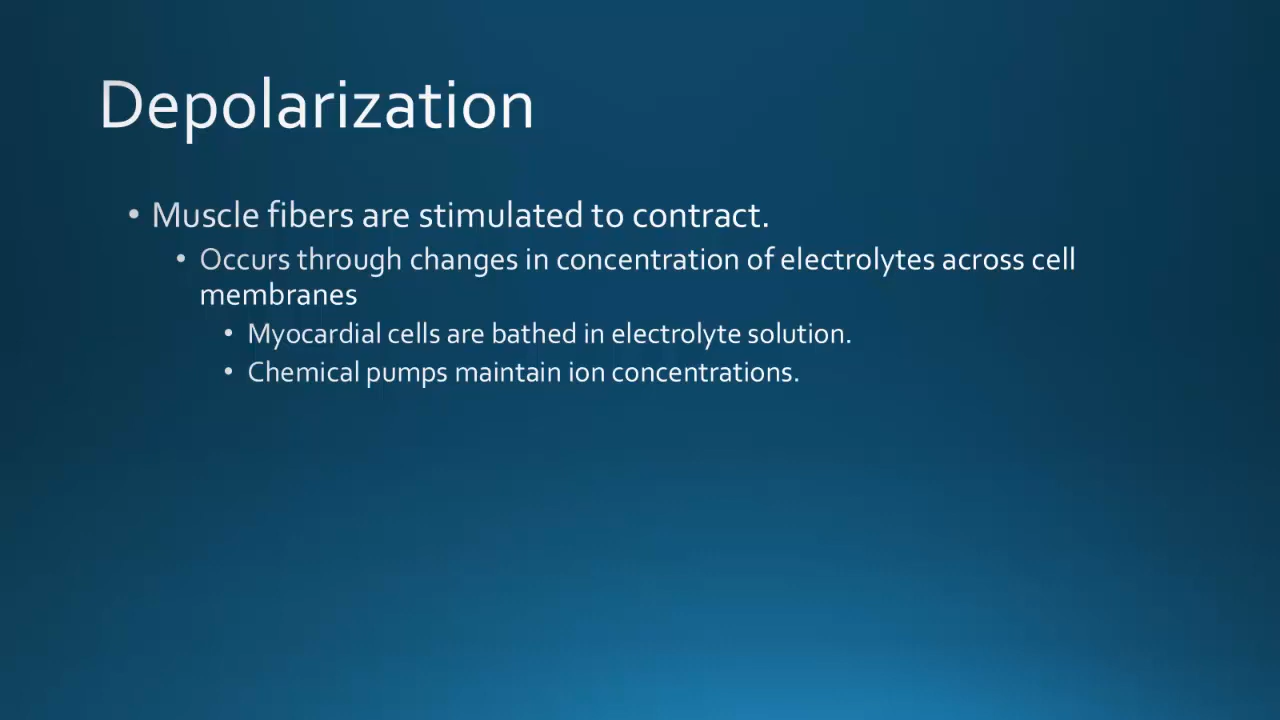 Depolarization
• Muscle fibers are stimulated to contract.
• Occurs through changes in concentration of electrolytes across cell
membranes
• Myocardial cells are bathed in electrolyte solution.
• Chemical pumps maintain ion concentrations.